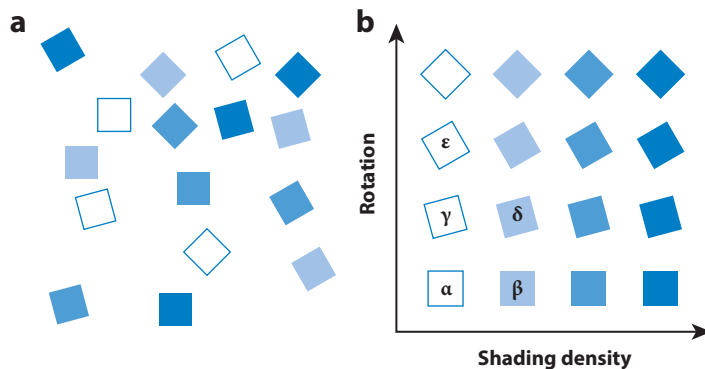 a
b
Rotation
ε
γ δ
α β
Shading density